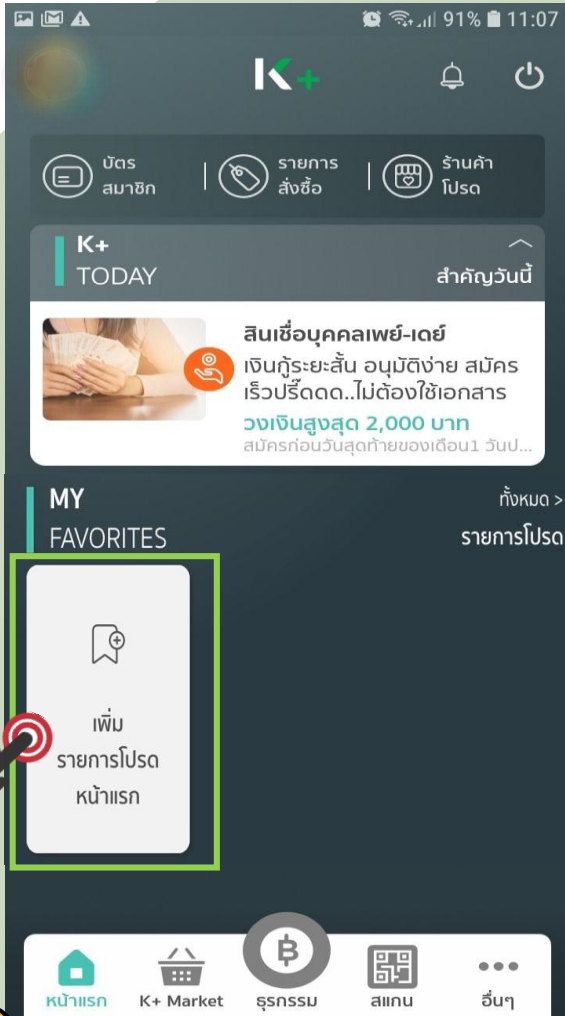 91% 11:07
K+
บัตร
สมาชิก
รายการ
สั่งซื้อ
ร้านค้า
โปรด
K+
TODAY
สำคัญวันนี้
สินเชื่อบุคคลเพย์-เดย์
เงินกู้ระยะสั้น อนุมัติง่าย สมัคร
เร็วปรี๊ดดด..ไม่ต้องใช้เอกสาร
วงเงินสูงสุด 2,000 บาท
สมัครก่อนวันสุดท้ายของเดือน1 วันป...
MY
FAVORITES
ทั้งหมด >
รายการโปรด
เพิ่ม
รายการโปรด
หน้าแรก
หน้าแรก
K+ Market
ธุรกรรม
สแกน
อื่นๆ